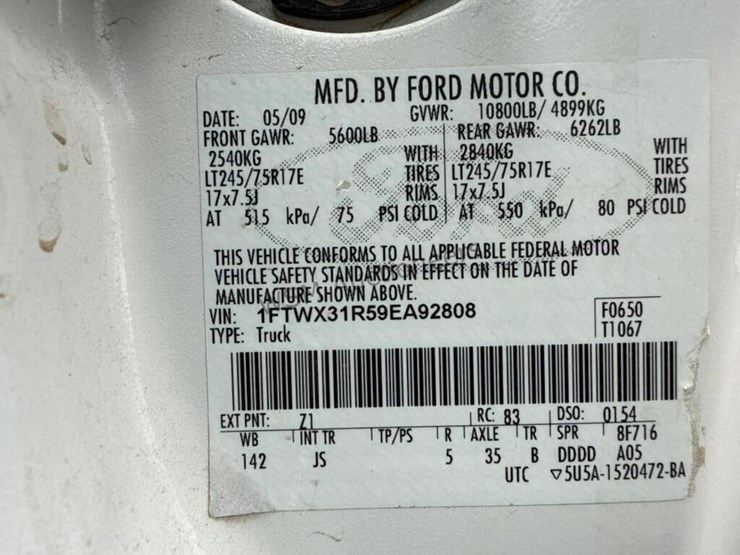 MFD. BY FORD MOTOR CO.
DATE: 05/09 GVWR: 10800LB/ 4899KG
FRONT GAWR: 5600LB REAR GAWR: 6262LB
2540KG WITH 2840KG WITH
LT245/75R17E TIRES LT245/75R17E TIRES
17x7.5J RIMS 17x7.5J RIMS
AT 515 kPa/ 75 PSI COLD AT 550 kPa/ 80 PSI COLD
THIS VEHICLE CONFORMS TO ALL APPLICABLE FEDERAL MOTOR
VEHICLE SAFETY STANDARDS IN EFFECT ON THE DATE OF
MANUFACTURE SHOWN ABOVE.
VIN: 1FTWX31R59EA92808 F0650
TYPE: Truck T1067
EXT PNT: Z1 RC: 83 DSO: 0154
WB INT TR TP/PS R AXLE TR SPR 8F716
142 JS 5 35 B DDDD A05
UTC ▽5U5A-1520472-BA